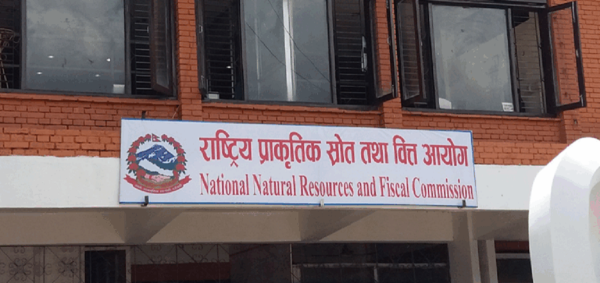 राष्ट्रिय प्राकृतिक स्रोत तथा वित्त आयोग
National Natural Resources and Fiscal Commission